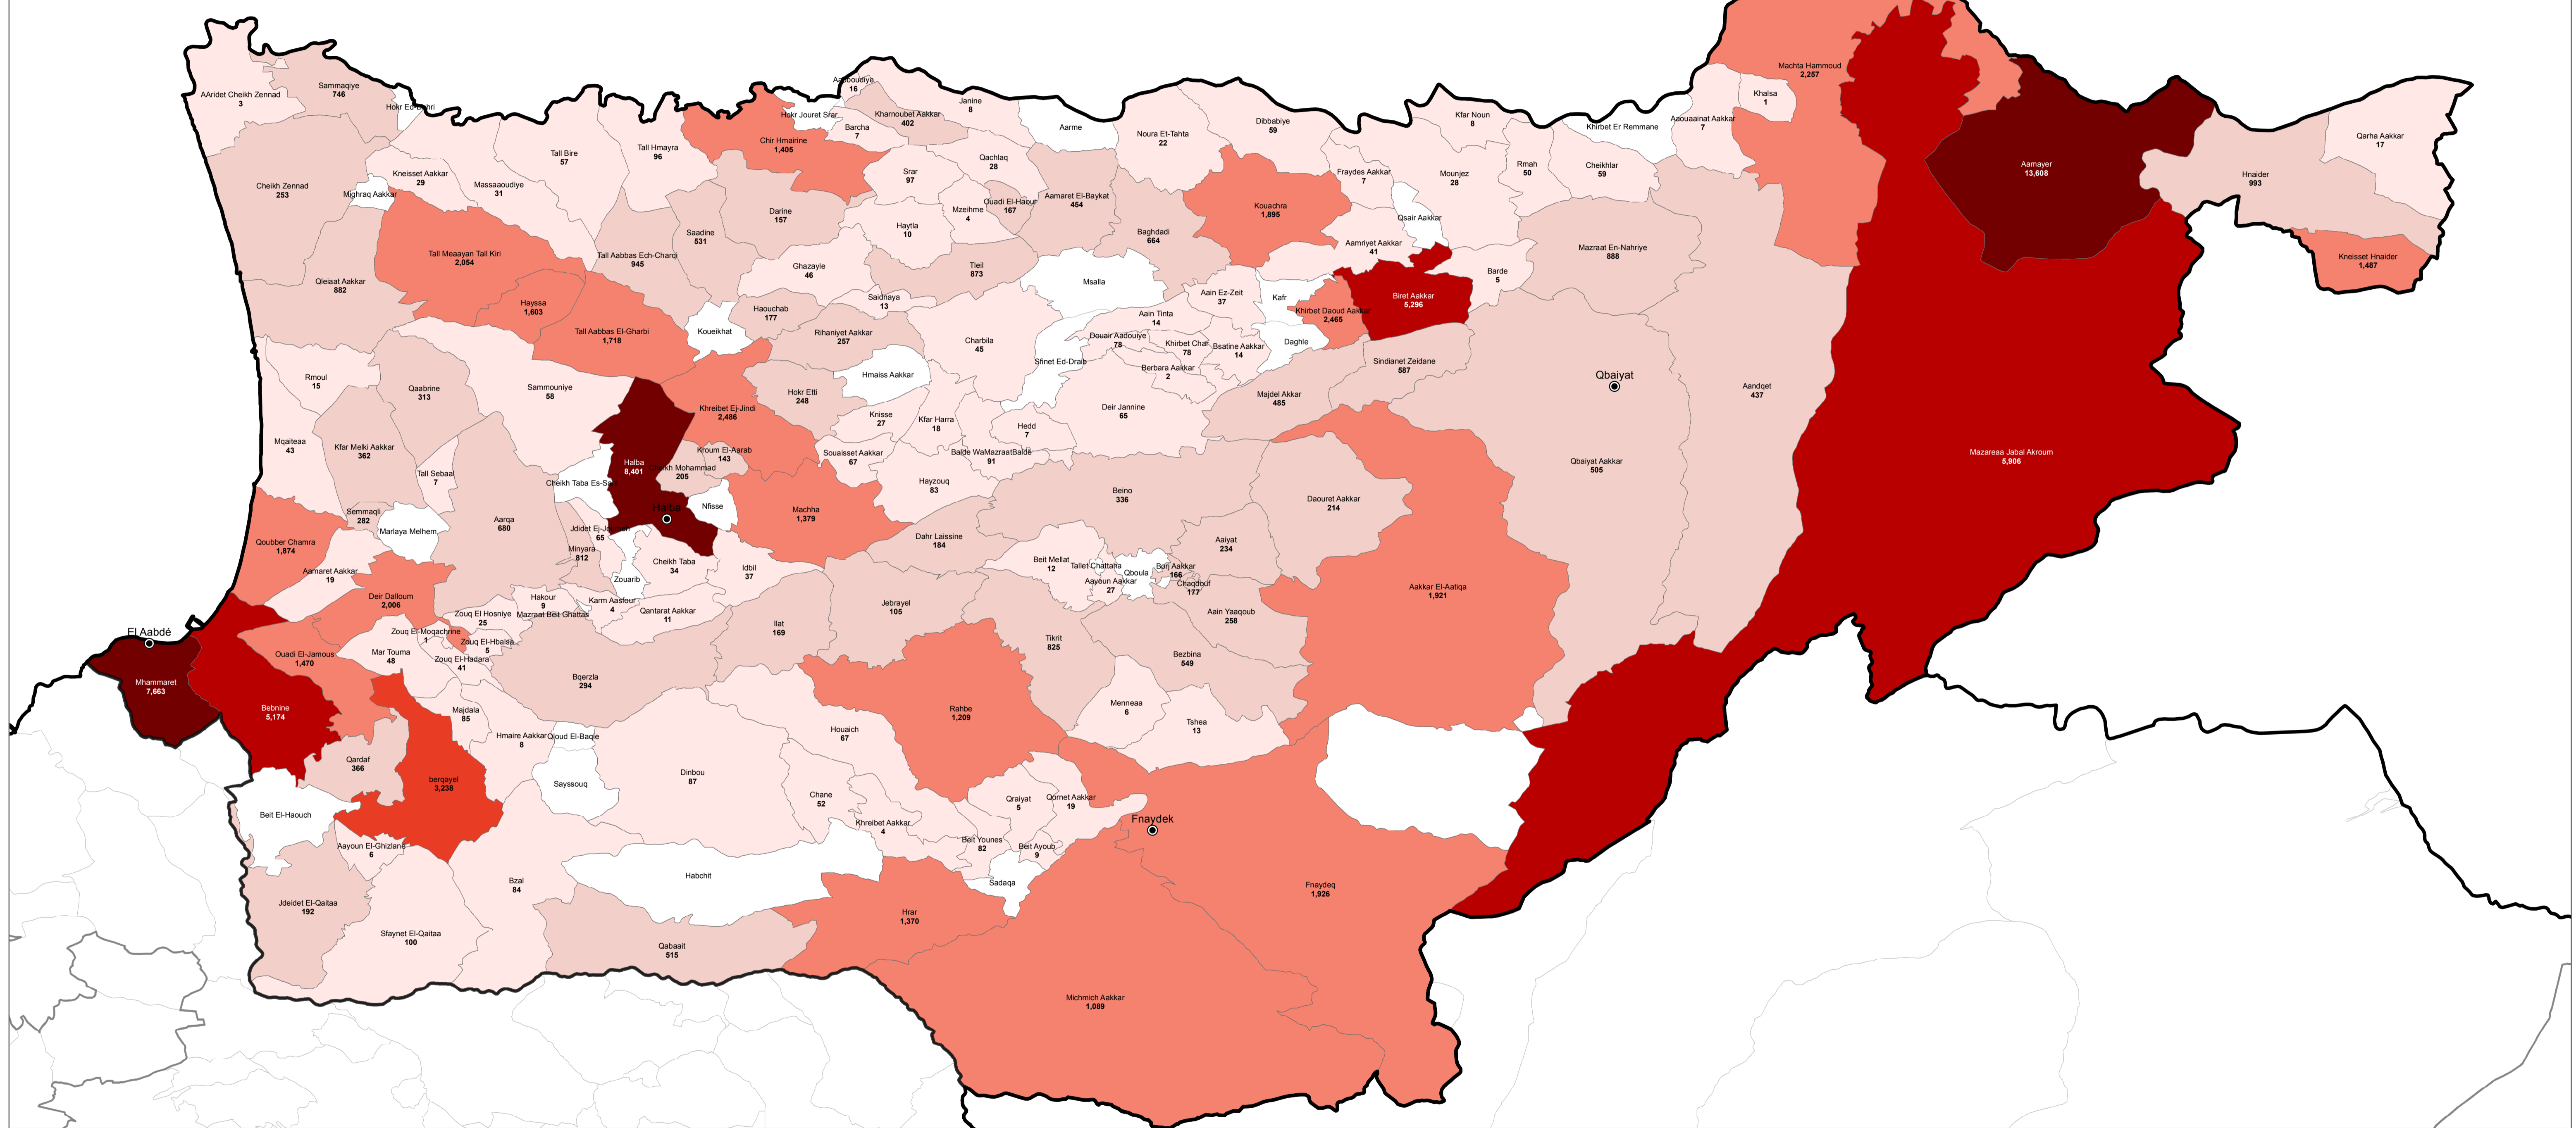 Machta Hammoud
2,257
Sammaqiye
746
AAridet Cheikh Zennad
3
Hokr Ed-Dahri
Aamboudiye
16
Janine
8
Kharnoubet Aakkar
402
Hokr Jouret Srar
Barcha
7
Aarme
Noura Et-Tahta
22
Dibbabiye
59
Kfar Noun
8
Khirbet Er Remmane
Aaouaainat Aakkar
7
Khalsa
1
Qarha Aakkar
17
Aamayer
13,608
Hnaider
993
Kneisset Hnaider
1,487
Chir Hmairine
1,405
Tall Hmayra
96
Tall Bire
57
Massaaoudiye
31
Kneisset Aakkar
29
Mighraq Aakkar
Cheikh Zennad
253
Srar
97
Qachlaq
28
Ouadi El-Haour
167
Aamaret El-Baykat
454
Mzeihme
4
Haytla
10
Darine
157
Saadine
531
Tall Aabbas Ech-Charqi
945
Kouachra
1,895
Fraydes Aakkar
7
Mounjez
28
Rmah
50
Cheikhlar
59
Qsair Aakkar
Aamriyet Aakkar
41
Baghdadi
664
Mazraat En-Nahriye
888
Barde
5
Biret Aakkar
5,296
Tall Meaayan Tall Kiri
2,054
Qleiaat Aakkar
882
Hayssa
1,603
Tall Aabbas El-Gharbi
1,718
Ghazayle
46
Tleil
873
Saidnaya
13
Msalla
Aain Ez-Zeit
37
Kafr
Khirbet Daoud Aakkar
2,465
Haouchab
177
Koueikhat
Rihaniyet Aakkar
257
Charbila
45
Aain Tinta
14
Douair Aadouiye
78
Khirbet Char
78
Bsatine Aakkar
14
Daghle
Sfinet Ed-Draib
Berbara Aakkar
2
Sindianet Zeidane
587
Qbaiyat
Aandqet
437
Rmoul
15
Qaabrine
313
Sammouniye
58
Hmaiss Aakkar
Hokr Etti
248
Khreibet Ej-Jindi
2,486
Majdel Akkar
485
Deir Jannine
65
Knisse
27
Kfar Harra
18
Hedd
7
Mqaiteaa
43
Kfar Melki Aakkar
362
Tall Sebaal
7
Halba
8,401
Kroum El-Aarab
143
Cheikh Mohammad
205
Souaisset Aakkar
67
Balde WaMazraatBalde
91
Qbaiyat Aakkar
505
Mazareaa Jabal Akroum
5,906
Cheikh Taba Es-Sahl
Hayzouq
83
Beino
336
Daouret Aakkar
214
Semmaqli
282
Marlaya Melhem
Aarqa
680
Halba
Nfisse
Machha
1,379
Qoubber Chamra
1,874
Jdidet Ej-Joumeh
65
Minyara
812
Cheikh Taba
34
Idbil
37
Dahr Laissine
184
Aaiyat
234
Beit Mellat
12
Tallet Chattaha
Qboula
Borj Aakkar
166
Aayoun Aakkar
27
Chaqdouf
177
Aamaret Aakkar
19
Zouarib
Aakkar El-Aatiqa
1,921
Deir Dalloum
2,006
Hakour
9
Karm Aasfour
4
Qantarat Aakkar
11
Jebrayel
105
Aain Yaaqoub
258
Zouq El Hosniye
25
Mazraat Beit Ghattas
El Aabdé
Zouq El-Moqachrine
1
Zouq El-Hbalsa
5
Ilat
169
Tikrit
825
Ouadi El-Jamous
1,470
Mar Touma
48
Zouq El-Hadara
41
Bezbina
549
Mhammaret
7,663
Bqerzla
294
Bebnine
5,174
Majdala
85
Rahbe
1,209
Menneaa
6
Tshea
13
Houaich
67
Hmaire Aakkar
8
Qloud El-Baqie
Qardaf
366
berqayel
3,238
Sayssouq
Dinbou
87
Chane
52
Qraiyat
5
Qornet Aakkar
19
Beit El-Haouch
Khreibet Aakkar
4
Fnaydek
Aayoun El-Ghizlane
6
Beit Younes
82
Beit Ayoub
9
Habchit
Bzal
84
Sadaqa
Fnaydeq
1,926
Jdeidet El-Qaitaa
192
Hrar
1,370
Sfaynet El-Qaitaa
100
Qabaait
515
Michmich Aakkar
1,089